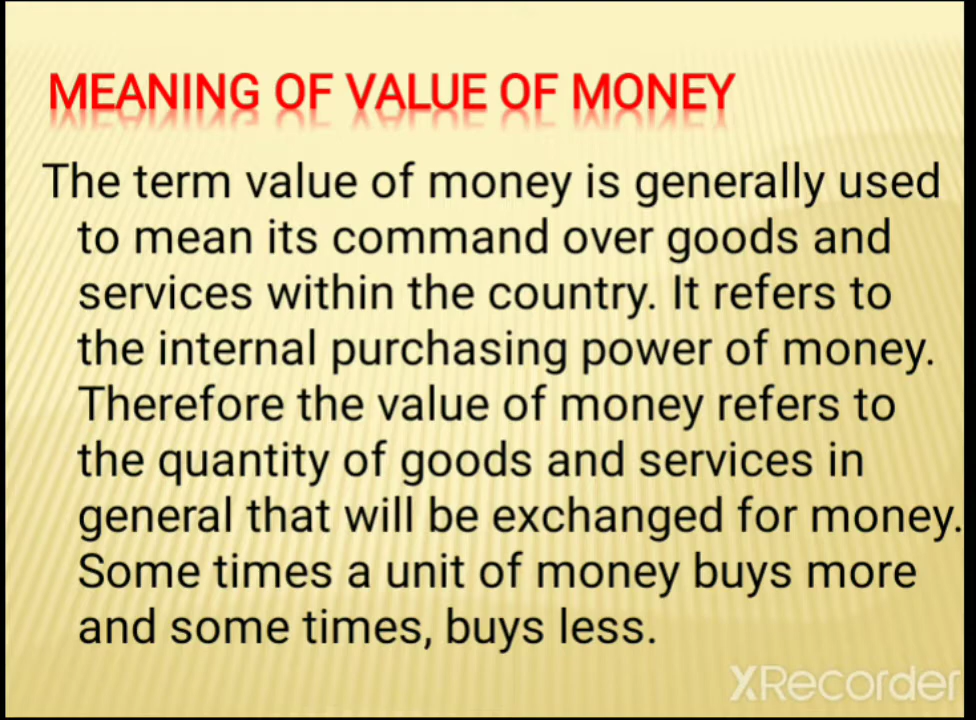 MEANING OF VALUE OF MONEY
The term value of money is generally used
to mean its command over goods and
services within the country. It refers to
the internal purchasing power of money.
Therefore the value of money refers to
the quantity of goods and services in
general that will be exchanged for money.
Some times a unit of money buys more
and some times, buys less.
XRecorder